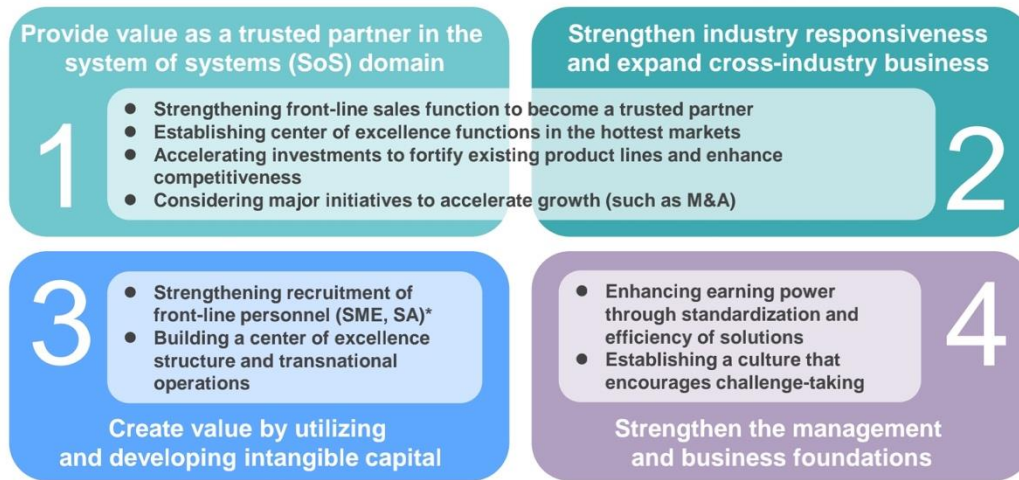 Provide value as a trusted partner in the
system of systems (SoS) domain
Strengthen industry responsiveness
and expand cross-industry business
1
● Strengthening front-line sales function to become a trusted partner
● Establishing center of excellence functions in the hottest markets
● Accelerating investments to fortify existing product lines and enhance
competitiveness
● Considering major initiatives to accelerate growth (such as M&A)
2
3
● Strengthening recruitment of
front-line personnel (SME, SA)*
● Building a center of excellence
structure and transnational
operations
Create value by utilizing
and developing intangible capital
● Enhancing earning power
through standardization and
efficiency of solutions
● Establishing a culture that
encourages challenge-taking
4
Strengthen the management
and business foundations